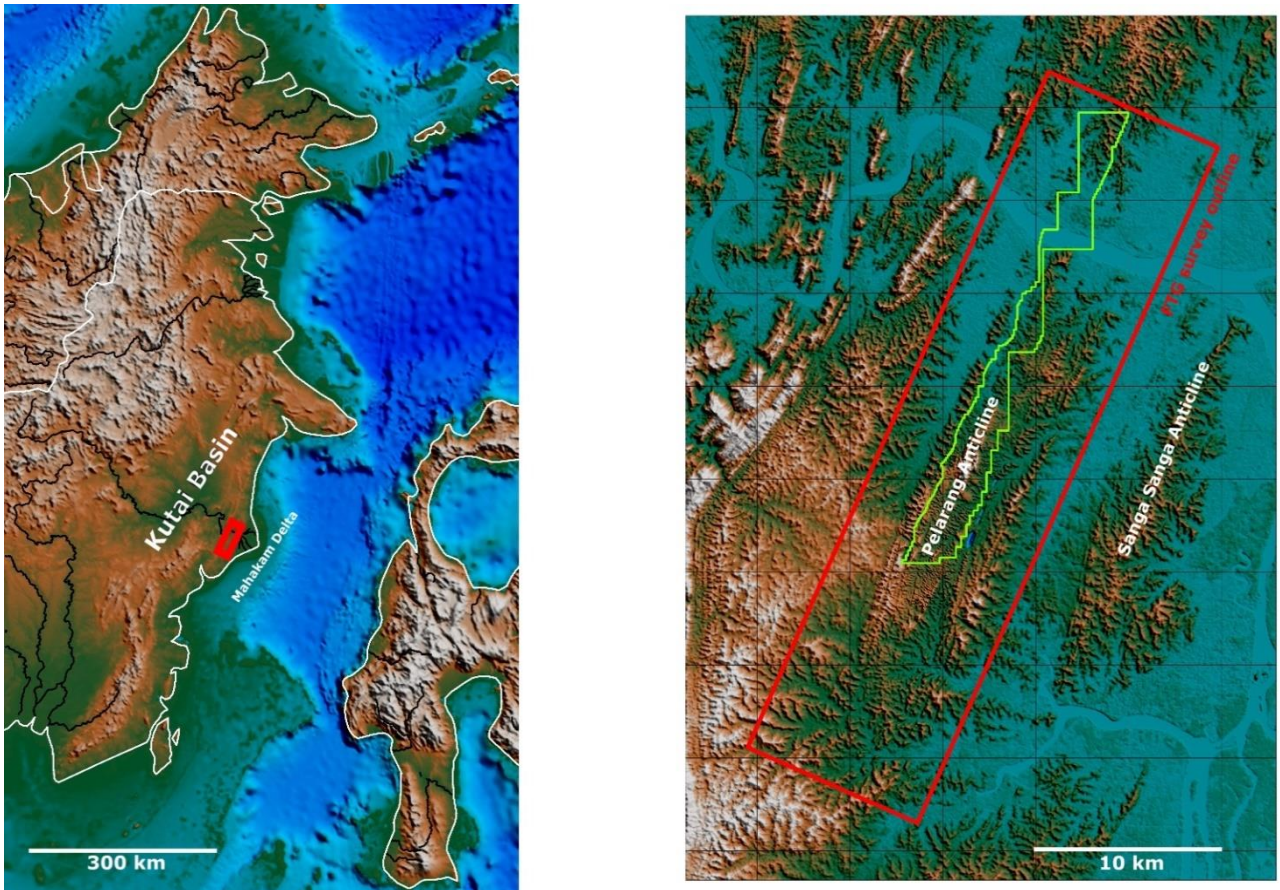 Kutai Basin
Mahakam Delta
300 km
FTG survey outline
Pelarang Anticline
Sanga Sanga Anticline
10 km